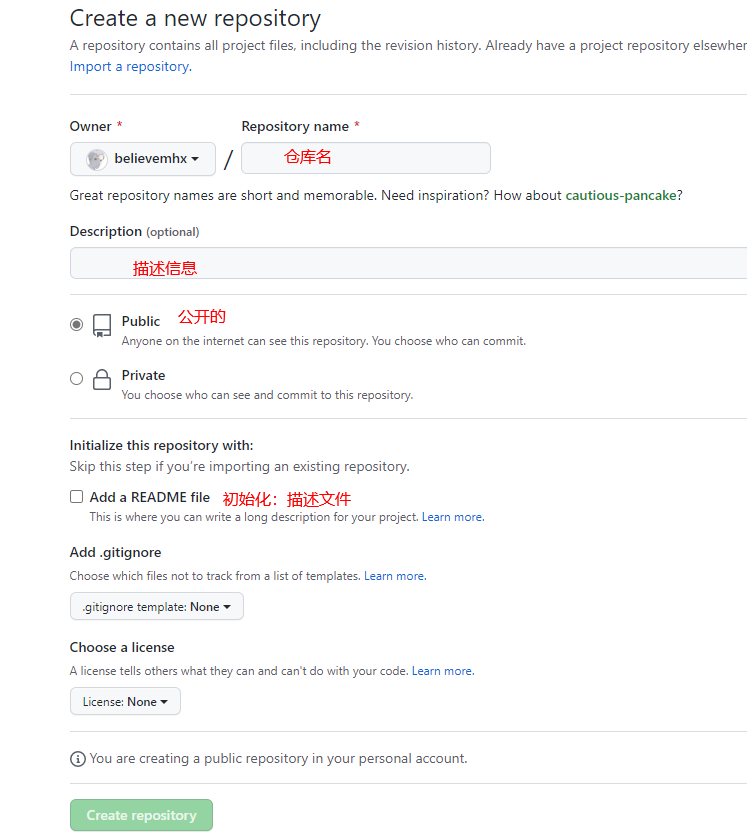 Create a new repository
A repository contains all project files, including the revision history. Already have a project repository
Import a repository.
Owner * Repository name *
believemhx / 仓库名
Great repository names are short and memorable. Need inspiration? How about cautious-pancake?
Description (optional)
描述信息
Public 公开的
Anyone on the internet can see this repository. You choose who can commit.
Private
You choose who can see and commit to this repository.
Initialize this repository with:
Skip this step if you're importing an existing repository.
Add a README file 初始化：描述文件
This is where you can write a long description for your project. Learn more.
Add .gitignore
Choose which files not to track from a list of templates. Learn more.
.gitignore template: None
Choose a license
A license tells others what they can and can't do with your code. Learn more.
License: None
You are creating a public repository in your personal account.
Create repository